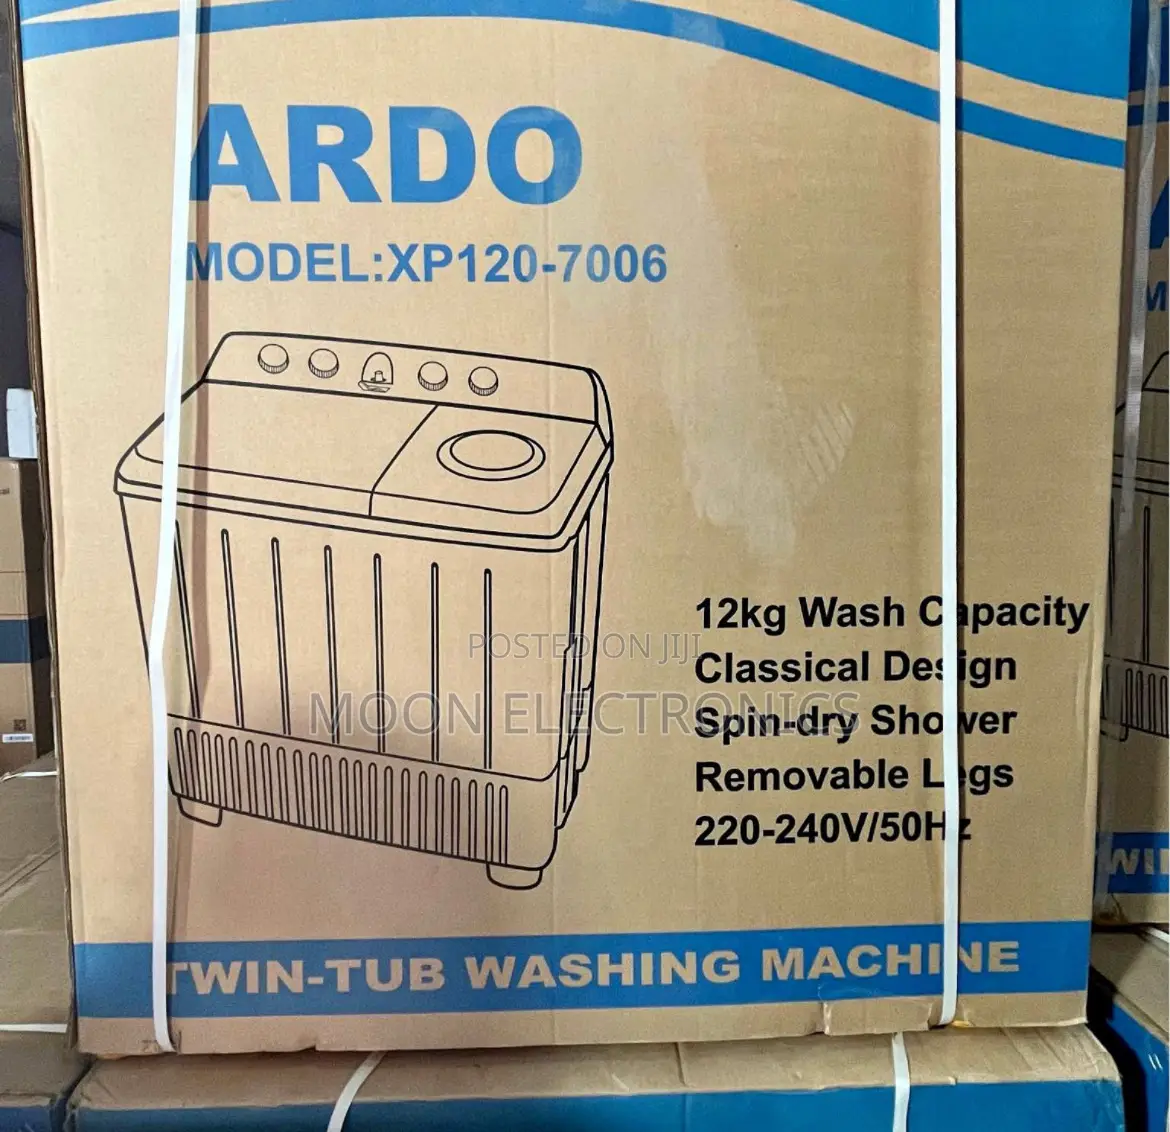 ARDO
MODEL:XP120-7006
12kg Wash Capacity
Classical Design
Spin-dry Shower
Removable Legs
220-240V/50Hz
POSTED ON JIJI
MOON ELECTRONICS
TWIN-TUB WASHING MACHINE